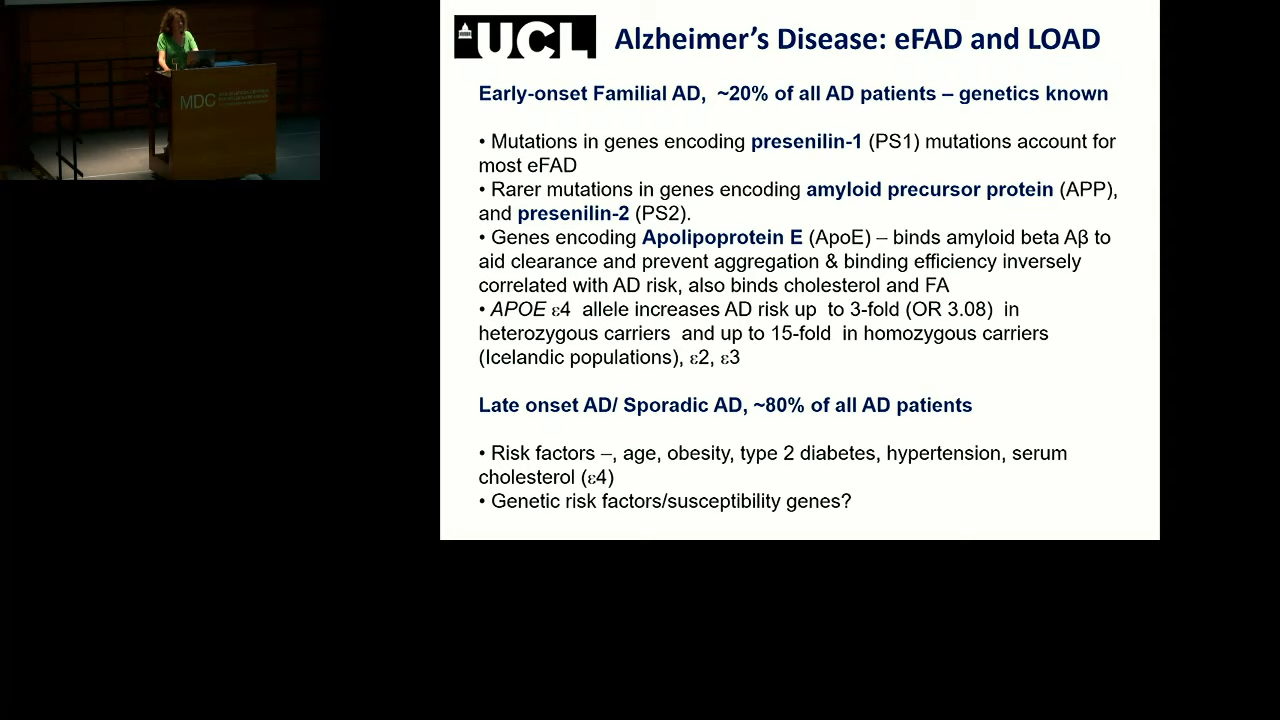 UCL
Alzheimer's Disease: eFAD and LOAD
Early-onset Familial AD, ~20% of all AD patients – genetics known
• Mutations in genes encoding presenilin-1 (PS1) mutations account for
most eFAD
• Rarer mutations in genes encoding amyloid precursor protein (APP),
and presenilin-2 (PS2).
• Genes encoding Apolipoprotein E (ApoE) – binds amyloid beta Aβ to
aid clearance and prevent aggregation & binding efficiency inversely
correlated with AD risk, also binds cholesterol and FA
• APOE ε4 allele increases AD risk up to 3-fold (OR 3.08) in
heterozygous carriers and up to 15-fold in homozygous carriers
(Icelandic populations), ε2, ε3
Late onset AD/ Sporadic AD, ~80% of all AD patients
• Risk factors –, age, obesity, type 2 diabetes, hypertension, serum
cholesterol (ε4)
• Genetic risk factors/susceptibility genes?
MDC